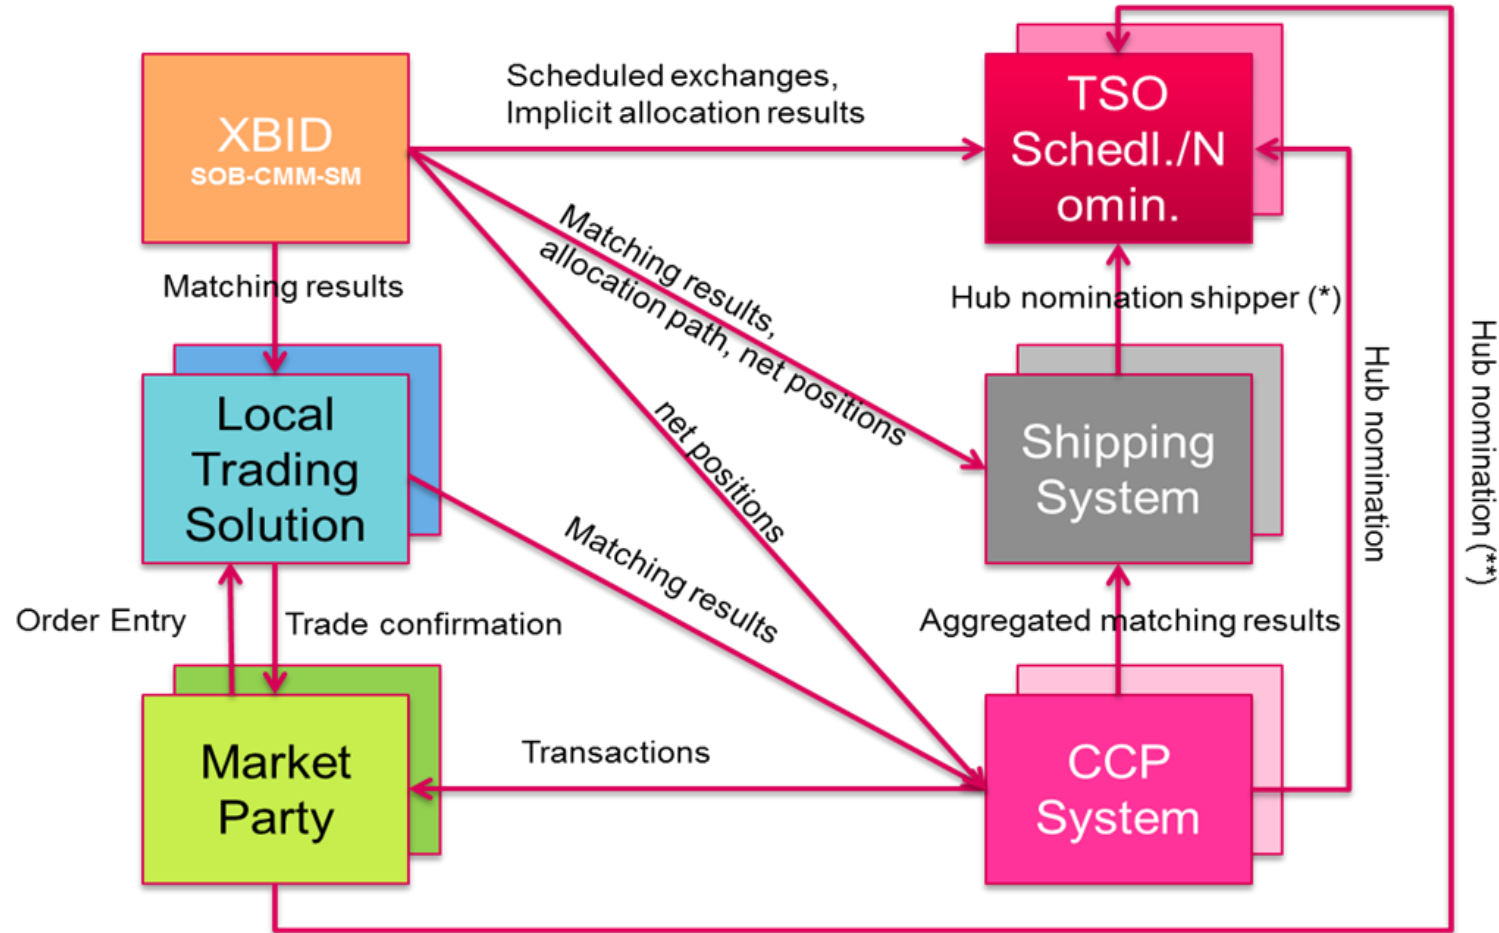 XBID
SOB-CMM-SM
Scheduled exchanges,
Implicit allocation results
TSO
Schedl./N
omin.
Matching results
Matching results,
allocation path, net positions
Hub nomination shipper (*)
Local
Trading
Solution
net positions
Shipping
System
Hub nomination
Hub nomination (**)
Matching results
Order Entry
Trade confirmation
Aggregated matching results
Market
Party
Transactions
CCP
System